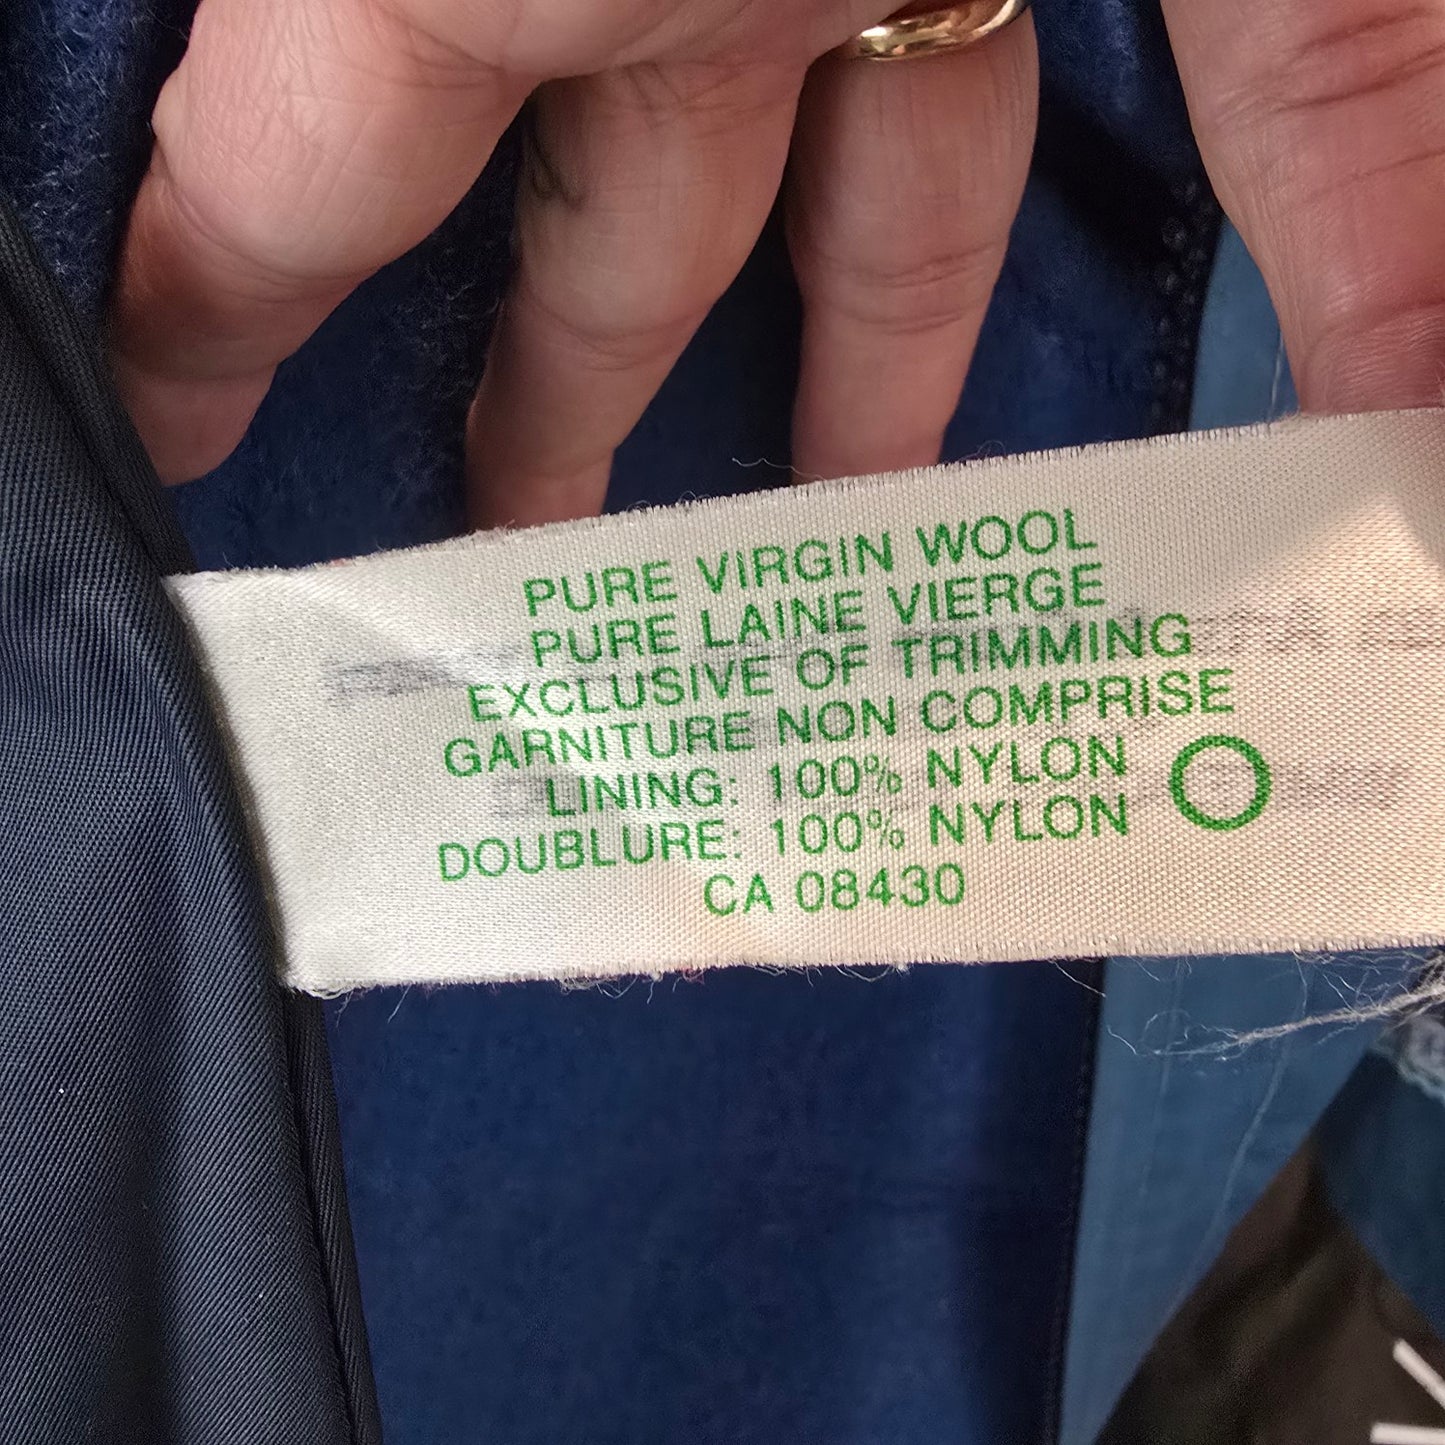 PURE VIRGIN WOOL
PURE LAINE VIERGE
EXCLUSIVE OF TRIMMING
GARNITURE NON COMPRISE
LINING: 100% NYLON
DOUBLURE: 100% NYLON
CA 08430